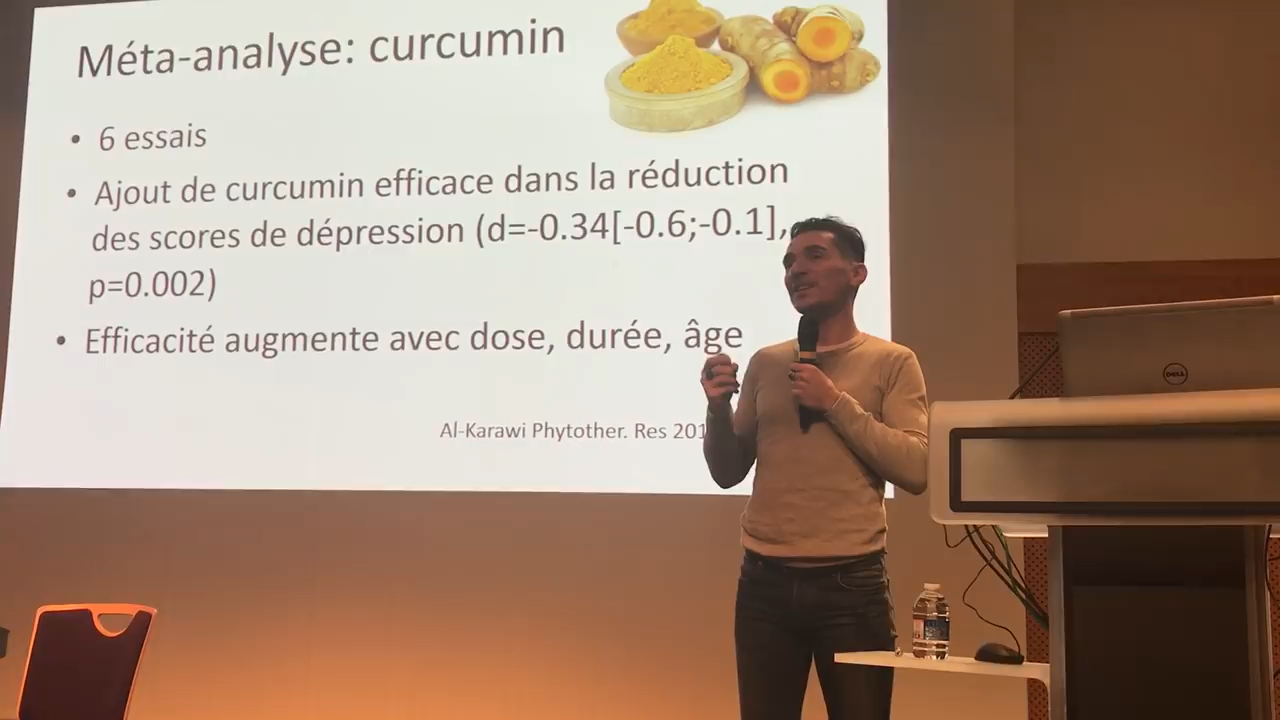 Méta-analyse: curcumin
• 6 essais
• Ajout de curcumin efficace dans la réduction
des scores de dépression (d=-0.34[-0.6;-0.1],
p=0.002)
• Efficacité augmente avec dose, durée, âge
Al-Karawi Phytother. Res 201
DELL